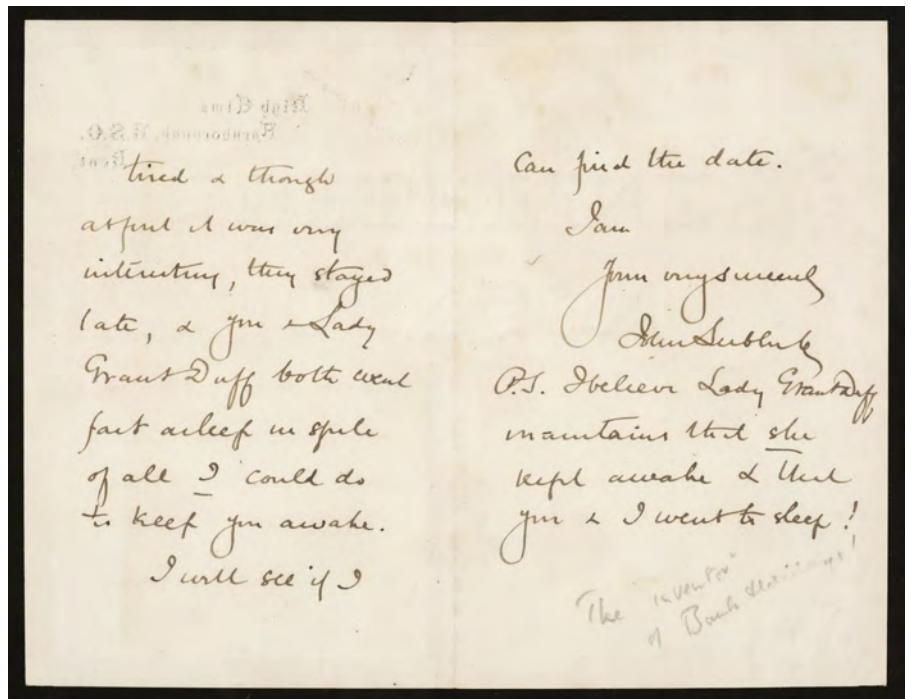 High Elms
Farnborough, R.S.O.
Kent
tired & though
at first it was very
interesting, they stayed
late, & you & Lady
Grant Duff both went
fast asleep in spite
of all I could do
to keep you awake.
I will see if I
can find the date.
I am
Your very sincerely
John Lubbock
P.S. I believe Lady Grant Duff
maintains that she
kept awake & that
you & I went to sleep!
The "inventor"
of Bank Holidays!